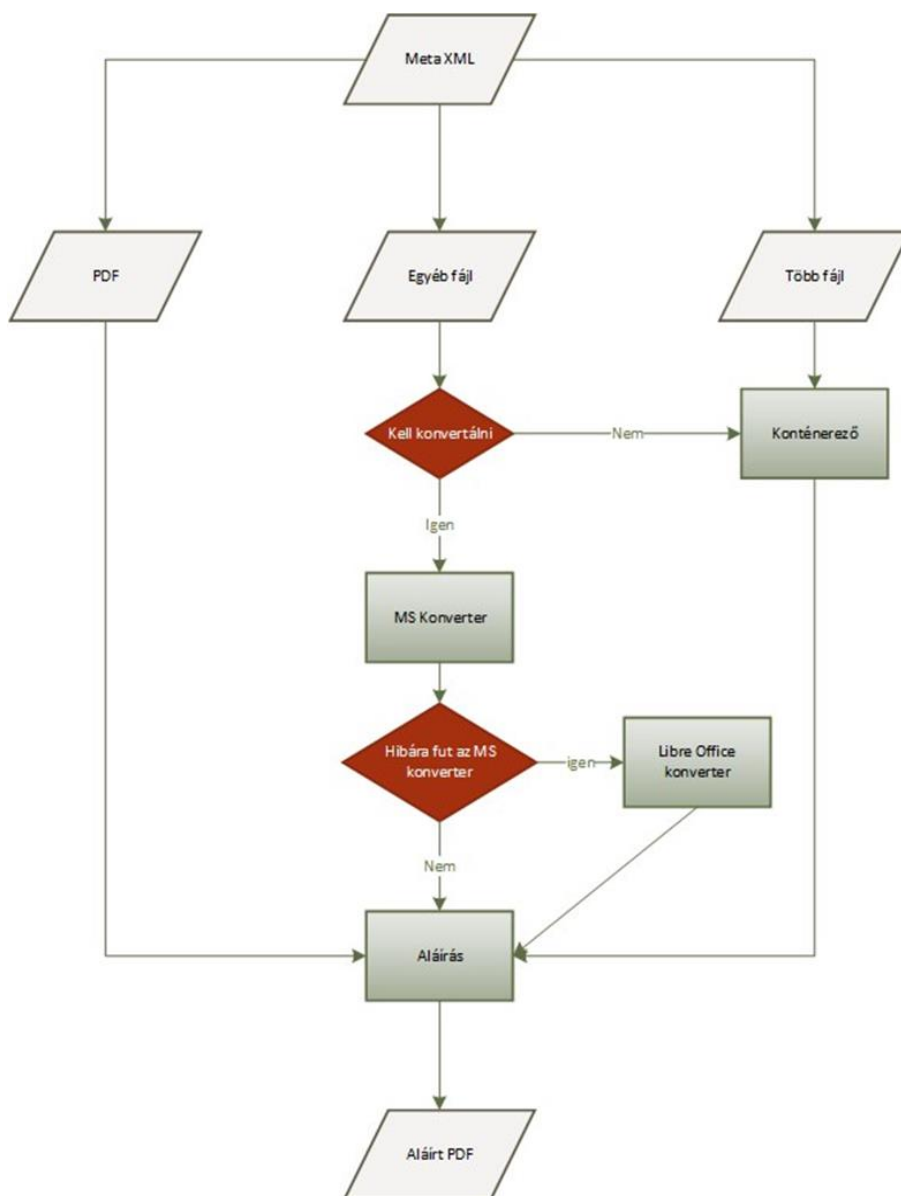 Meta XML
PDF
Egyéb fájl
Több fájl
Kell konvertálni
Nem
Konténerező
Igen
MS Konverter
Hibára fut az MS
konverter
igen
Libre Office
konverter
Nem
Aláírás
Aláírt PDF